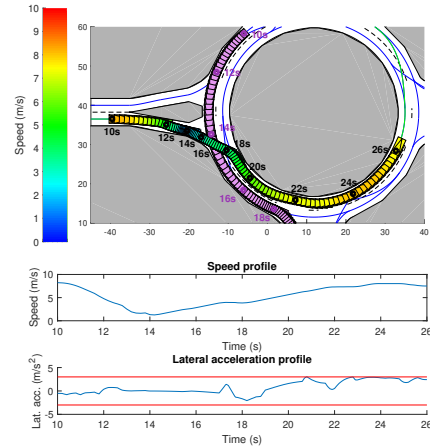 10
9
8
7
6
5
4
3
2
1
0
Speed (m/s)
60
50
40
30
20
10
-40
-30
-20
-10
0
10
20
30
40
10s
12s
14s
16s
18s
10s
12s
14s
16s
18s
20s
22s
24s
26s
Speed profile
Speed (m/s)
10
5
0
10
12
14
16
18
20
22
24
26
Time (s)
Lateral acceleration profile
Lat. acc. (m/s²)
5
0
-5
10
12
14
16
18
20
22
24
26
Time (s)